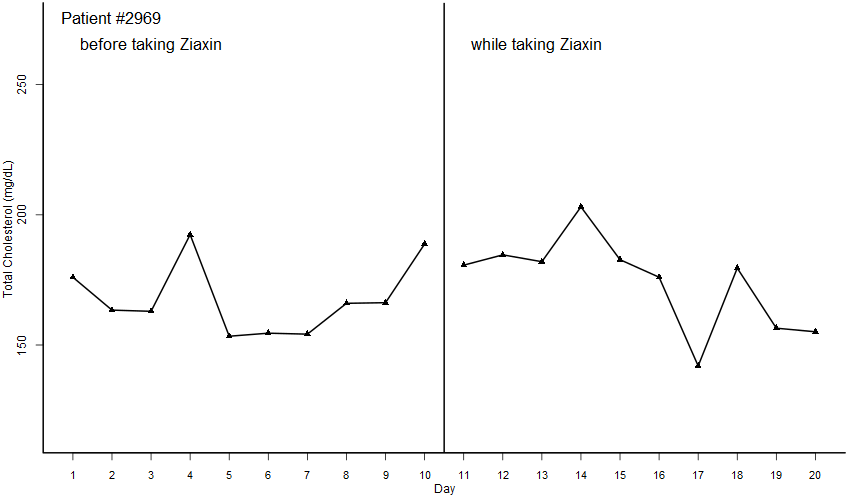 Patient #2969
before taking Ziaxin
while taking Ziaxin
Total Cholesterol (mg/dL)
250
200
150
1 2 3 4 5 6 7 8 9 10 11 12 13 14 15 16 17 18 19 20
Day